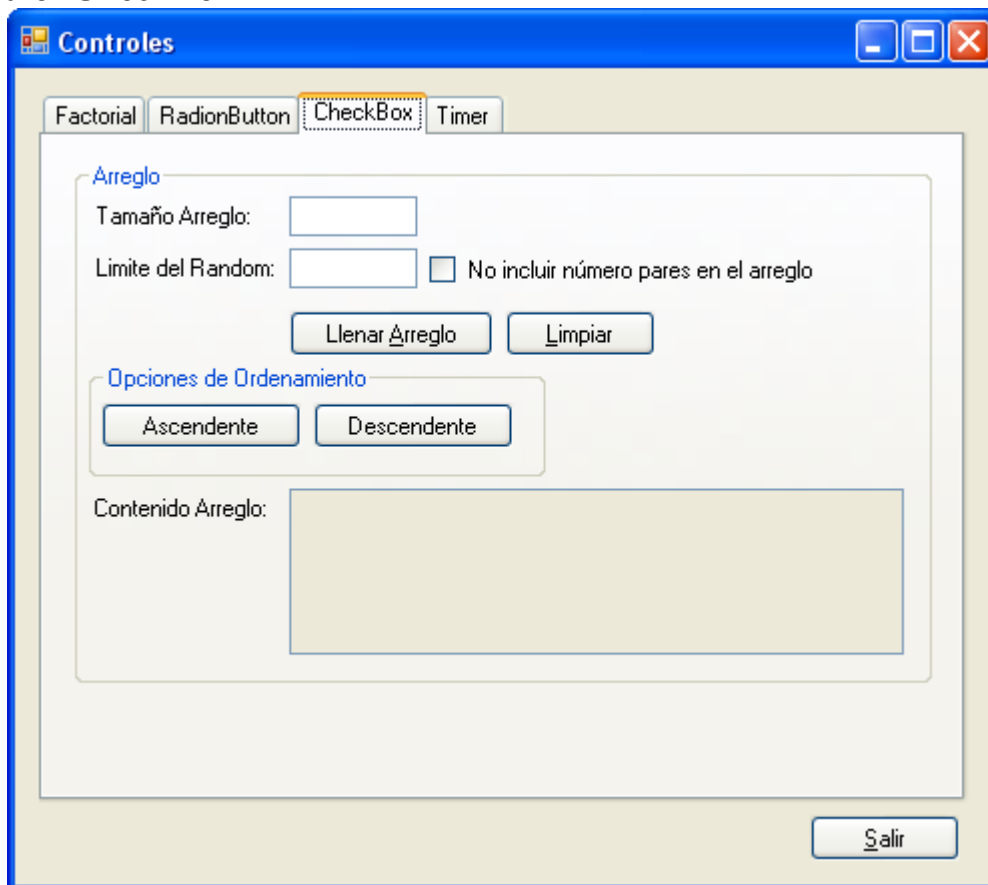 Controles
Factorial RadionButton CheckBox Timer
Arreglo
Tamaño Arreglo:
Limite del Random: No incluir número pares en el arreglo
Llenar Arreglo Limpiar
Opciones de Ordenamiento
Ascendente Descendente
Contenido Arreglo:
Salir